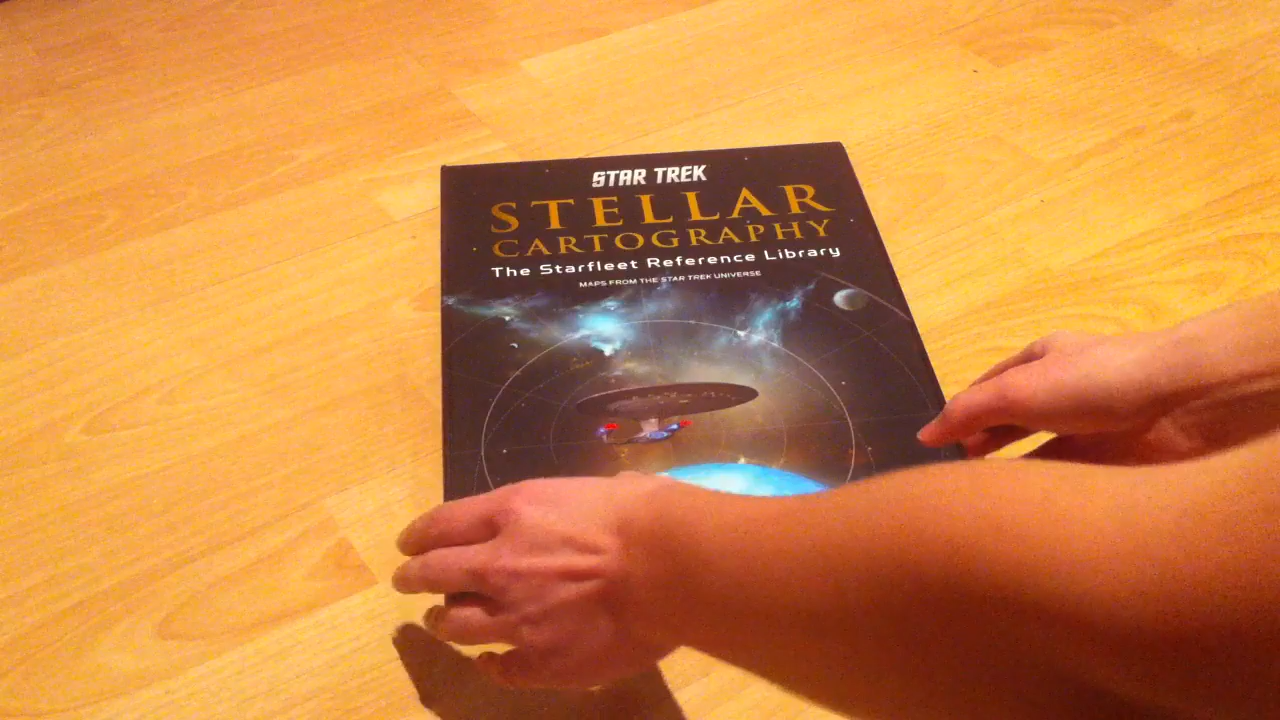 STAR TREK
STELLAR
CARTOGRAPHY
The Starfleet Reference Library
MAPS FROM THE STAR TREK UNIVERSE